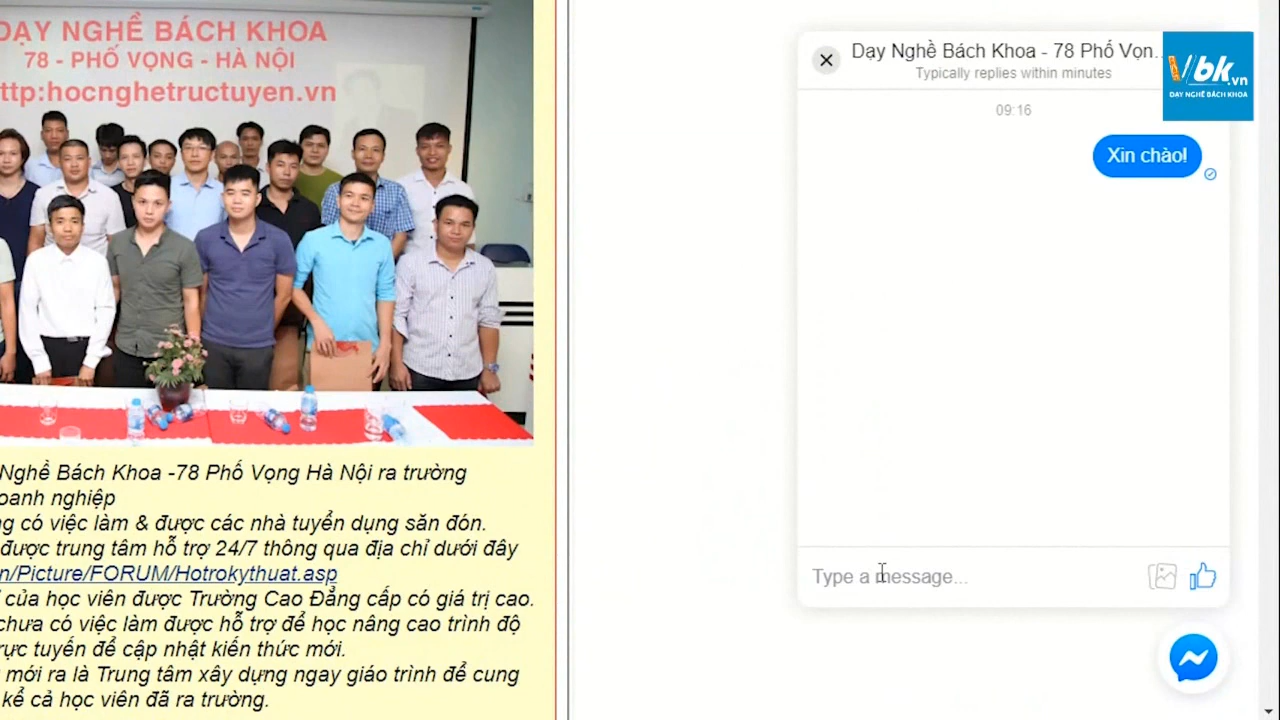 DẠY NGHỀ BÁCH KHOA
78 - PHỐ VỌNG - HÀ NỘI
ttp:hocnghetructuyen.vn
Nghề Bách Khoa -78 Phố Vọng Hà Nội ra trường
oanh nghiệp
ng có việc làm & được các nhà tuyển dụng săn đón.
được trung tâm hỗ trợ 24/7 thông qua địa chỉ dưới đây
n/Picture/FORUM/Hotrokythuat.asp
của học viên được Trường Cao Đẳng cấp có giá trị cao.
chưa có việc làm được hỗ trợ để học nâng cao trình độ
rực tuyến để cập nhật kiến thức mới.
mới ra là Trung tâm xây dựng ngay giáo trình để cung
kể cả học viên đã ra trường.
Dạy Nghề Bách Khoa - 78 Phố Vọn...
Typically replies within minutes
09:16
Xin chào!
Type a message...
Vbk.vn
DẠY NGHỀ BÁCH KHOA